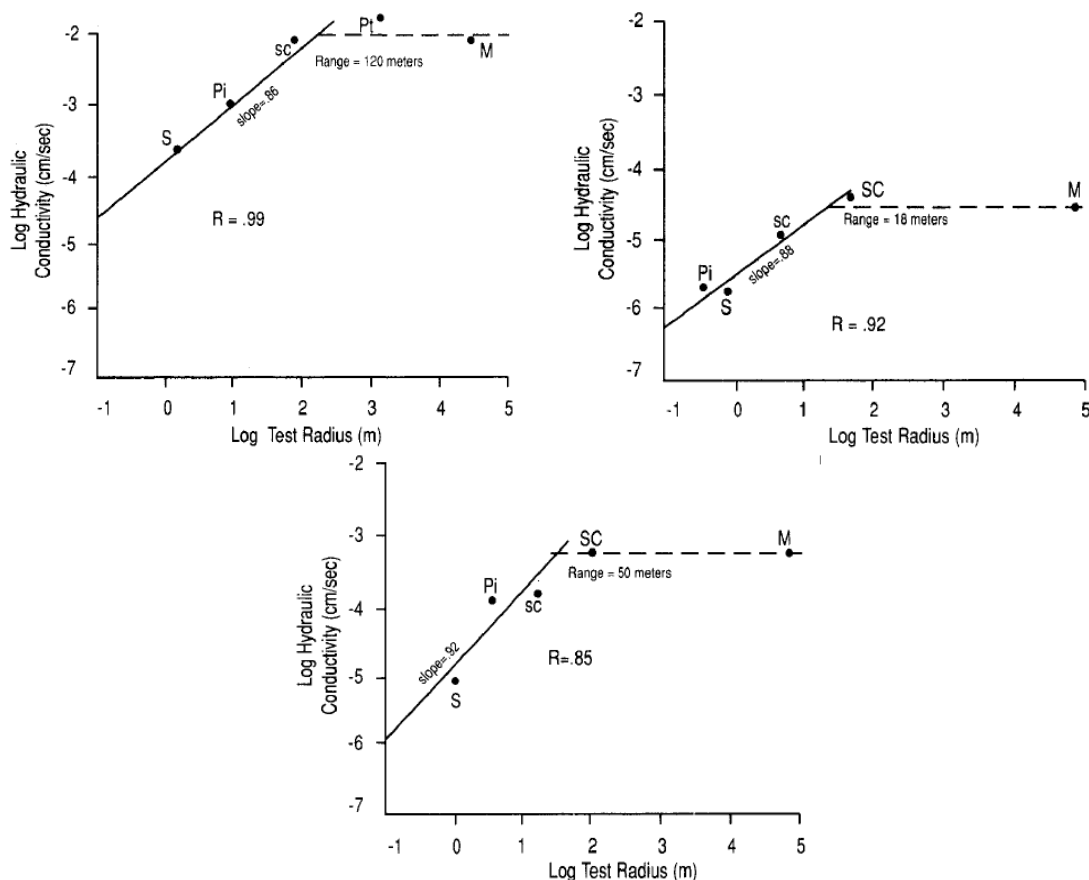 Log Hydraulic
Conductivity (cm/sec)
-2
-3
-4
-5
-6
-7
S
Pi
sc
Pt
M
Range = 120 meters
slope=.86
R = .99
-1 0 1 2 3 4 5
Log Test Radius (m)
Log Hydraulic
Conductivity (cm/sec)
-2
-3
-4
-5
-6
-7
Pi
S
sc
SC
M
Range = 18 meters
slope=.88
R = .92
-1 0 1 2 3 4 5
Log Test Radius (m)
Log Hydraulic
Conductivity (cm/sec)
-2
-3
-4
-5
-6
-7
S
Pi
sc
SC
M
Range = 50 meters
slope=.92
R=.85
-1 0 1 2 3 4 5
Log Test Radius (m)